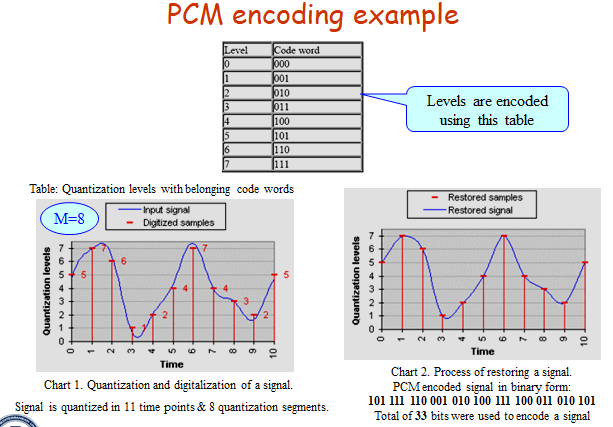 PCM encoding example
Level Code word
0 000
1 001
2 010
3 011
4 100
5 101
6 110
7 111
Levels are encoded
using this table
Table: Quantization levels with belonging code words
M=8
Input signal
Digitized samples
Quantization levels
7
6
5
4
3
2
1
0
5 7 6 1 2 4 7 4 3 2 5
0 1 2 3 4 5 6 7 8 9 10
Time
Chart 1. Quantization and digitalization of a signal.
Signal is quantized in 11 time points & 8 quantization segments.
Restored samples
Restored signal
Quantization levels
7
6
5
4
3
2
1
0
0 1 2 3 4 5 6 7 8 9 10
Time
Chart 2. Process of restoring a signal.
PCM encoded signal in binary form:
101 111 110 001 010 100 111 100 011 010 101
Total of 33 bits were used to encode a signal